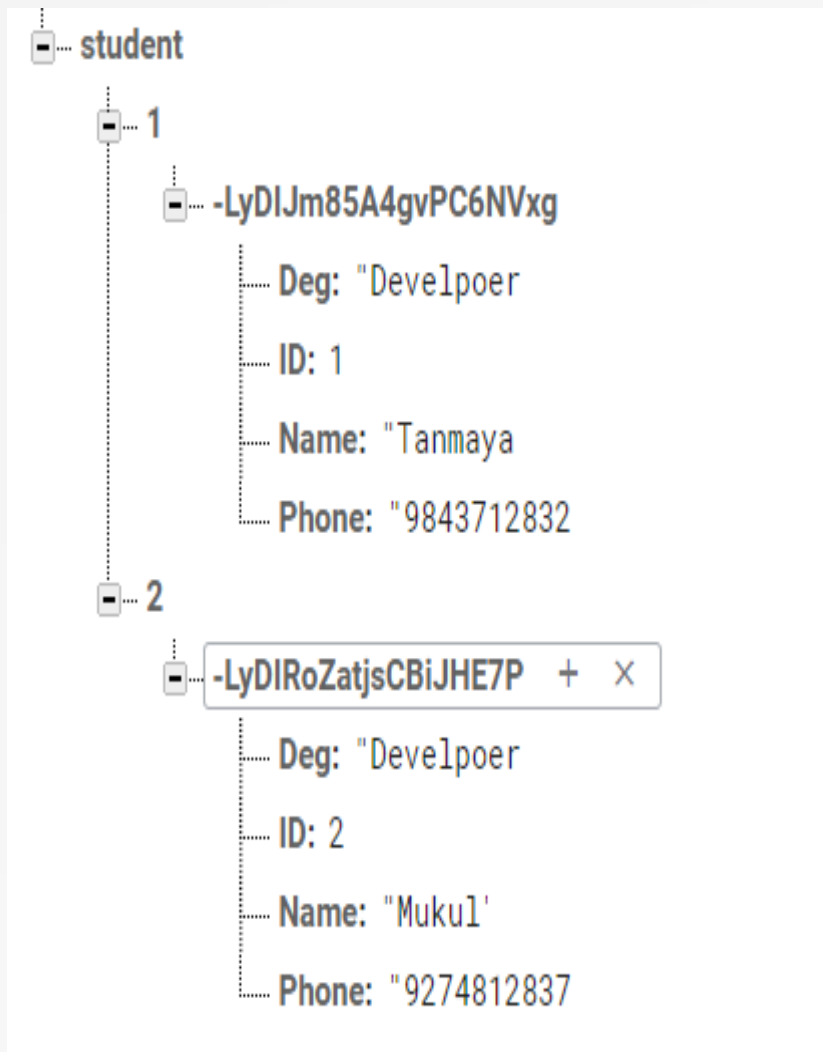 student
1
-LyDIJm85A4gvPC6NVxg
Deg: "Develpoer
ID: 1
Name: "Tanmaya
Phone: "9843712832
2
-LyDIRoZatjsCBiJHE7P + ×
Deg: "Develpoer
ID: 2
Name: "Mukul'
Phone: "9274812837